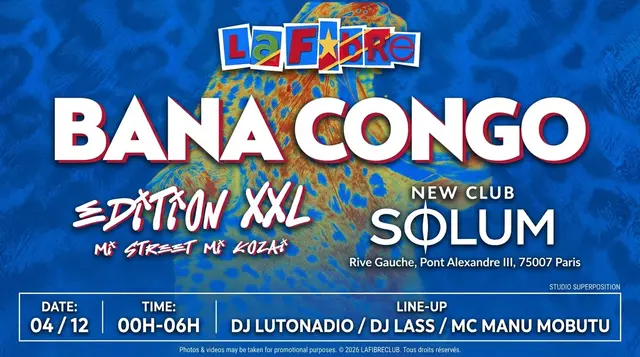 LaFibre
BANA CONGO
EDITION XXL
MI STREET MI KOZAI
NEW CLUB
SOLUM
Rive Gauche, Pont Alexandre III, 75007 Paris
STUDIO SUPERPOSITION
DATE:
04 / 12
TIME:
00H-06H
LINE-UP
DJ LUTONADIO / DJ LASS / MC MANU MOBUTU
Photos & videos may be taken for promotional purposes. © 2026 LAFIBRECLUB. Tous droits réservés.